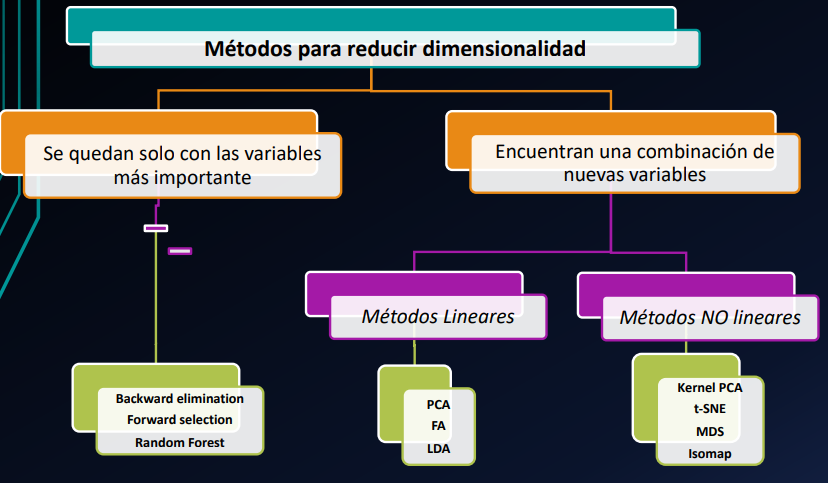 Métodos para reducir dimensionalidad
Se quedan solo con las variables
más importante
Encuentran una combinación de
nuevas variables
Métodos Lineares
Métodos NO lineares
Backward elimination
Forward selection
Random Forest
PCA
FA
LDA
Kernel PCA
t-SNE
MDS
Isomap